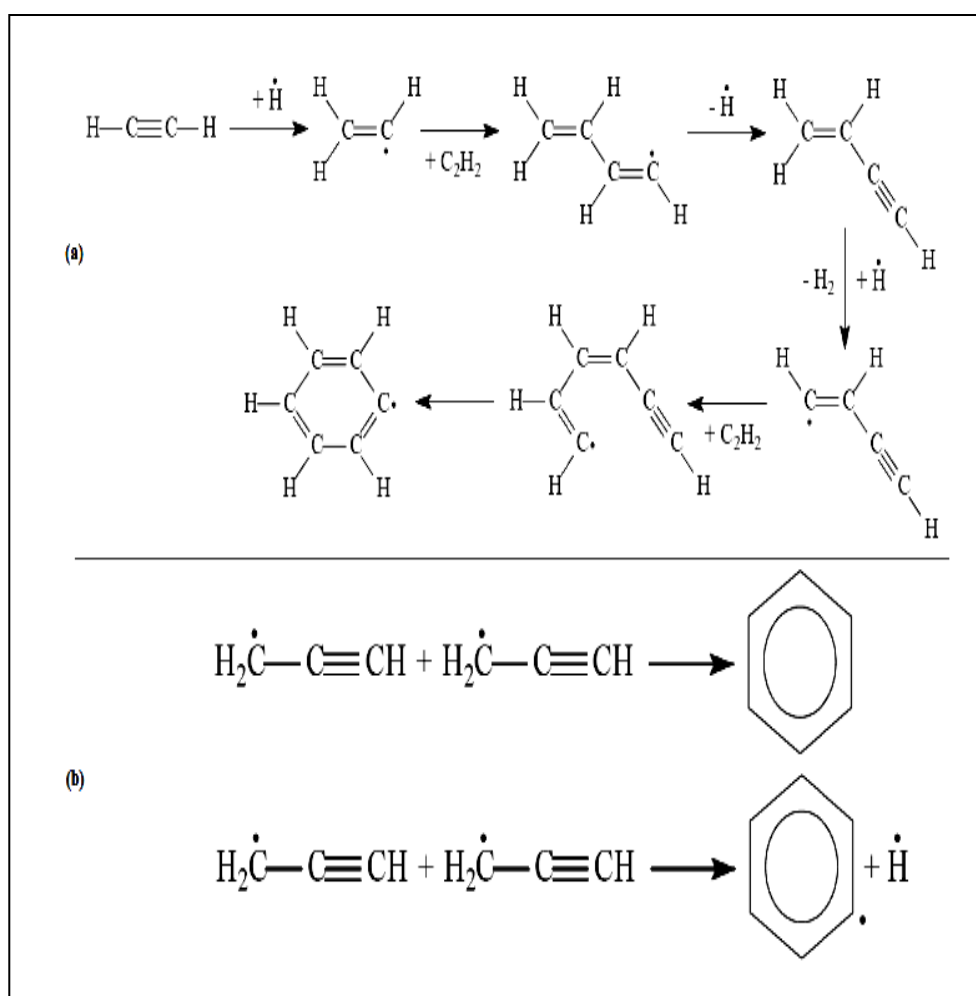 H−C≡C−H
+ Ḣ
H H
C=C
H
+ C₂H₂
H H
C=C
H C=C
H H
- Ḣ
H H
C=C
H C
C
H
(a)
- H₂ + Ḣ
H H
C=C
C
C
H
+ C₂H₂
H H
C=C
H−C C
C C
H H
H H
C=C
H−C C
C−C
H H
H₂Ċ−C≡CH + H₂Ċ−C≡CH
(b)
H₂Ċ−C≡CH + H₂Ċ−C≡CH + Ḣ